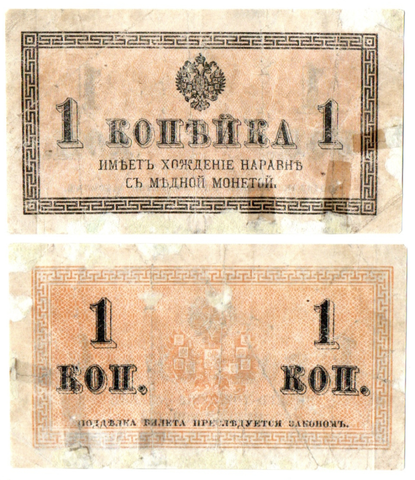 1 КОПѢЙКА 1
ИМѢЕТЪ ХОЖДЕНІЕ НАРАВНѢ
СЪ МѢДНОЙ МОНЕТОЙ.
1 1
КОП. КОП.
ПОДДѢЛКА БИЛЕТА ПРЕСЛѢДУЕТСЯ ЗАКОНОМЪ.